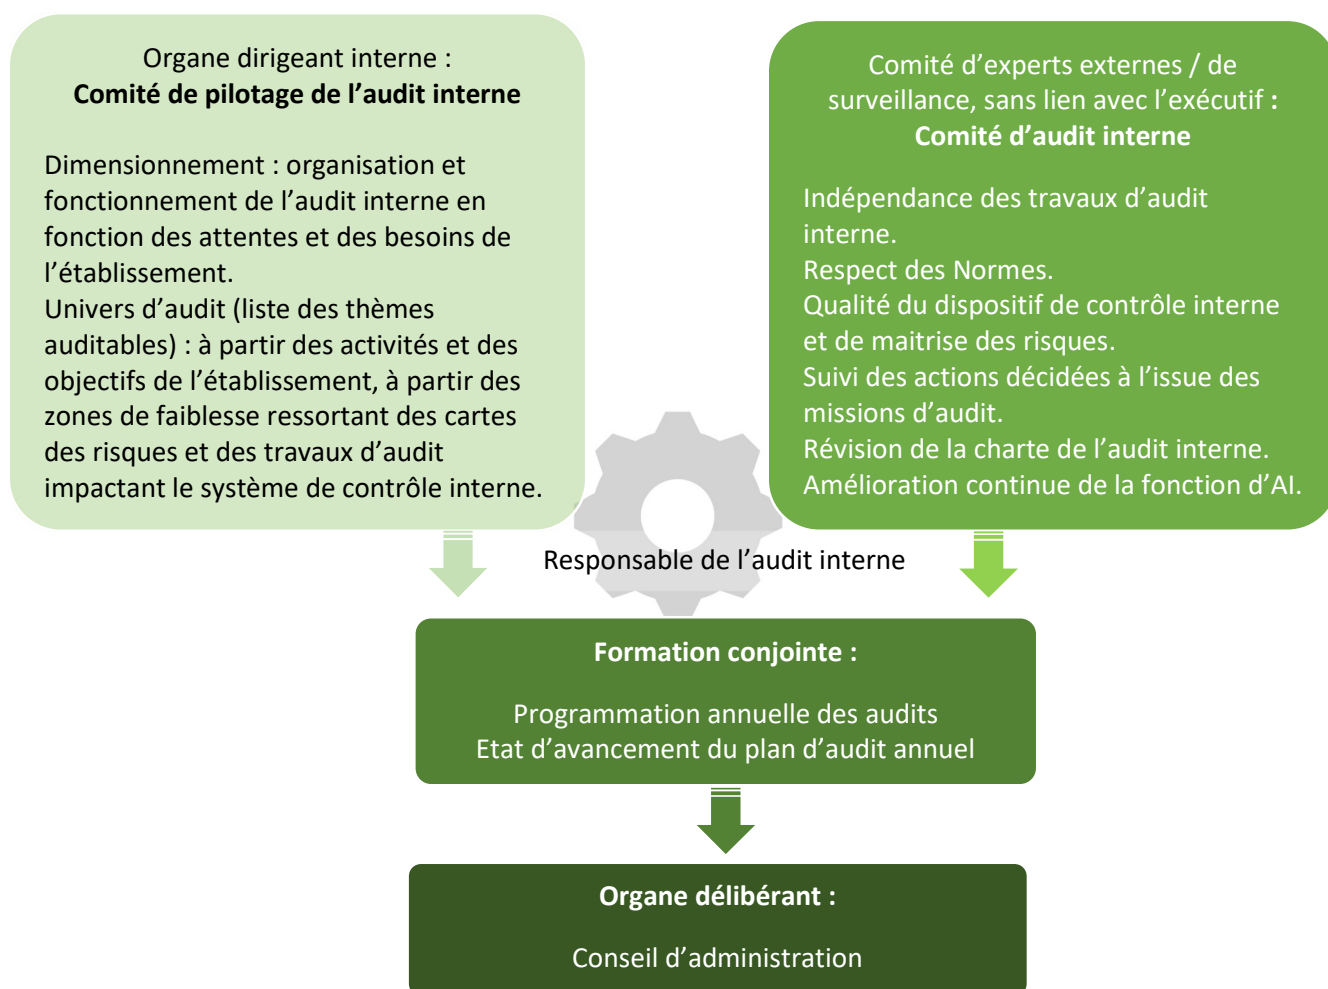 Organe dirigeant interne :
Comité de pilotage de l’audit interne
Dimensionnement : organisation et
fonctionnement de l’audit interne en
fonction des attentes et des besoins de
l’établissement.
Univers d’audit (liste des thèmes
auditables) : à partir des activités et des
objectifs de l’établissement, à partir des
zones de faiblesse ressortant des cartes
des risques et des travaux d’audit
impactant le système de contrôle interne.
Comité d’experts externes / de
surveillance, sans lien avec l’exécutif :
Comité d’audit interne
Indépendance des travaux d’audit
interne.
Respect des Normes.
Qualité du dispositif de contrôle interne
et de maitrise des risques.
Suivi des actions décidées à l’issue des
missions d’audit.
Révision de la charte de l’audit interne.
Amélioration continue de la fonction d’AI.
Responsable de l’audit interne
Formation conjointe :
Programmation annuelle des audits
Etat d’avancement du plan d’audit annuel
Organe délibérant :
Conseil d’administration